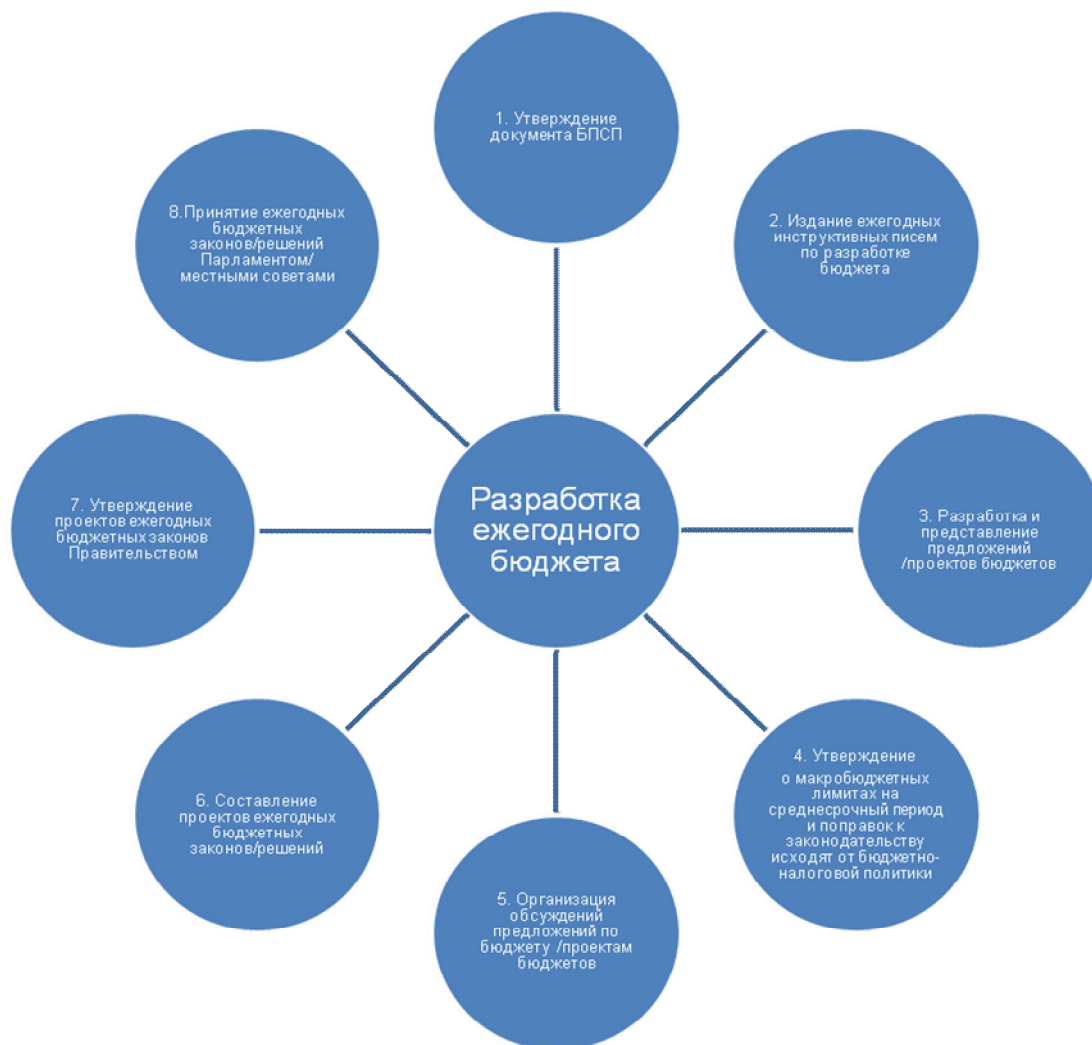 1. Утверждение
документа БПСП
2. Издание ежегодных
инструктивных писем
по разработке
бюджета
3. Разработка и
представление
предложений
/проектов бюджетов
4. Утверждение
о макробюджетных
лимитах на
среднесрочный период
и поправок к
законодательству
исходят от бюджетно-
налоговой политики
5. Организация
обсуждений
предложений по
бюджету /проектам
бюджетов
6. Составление
проектов ежегодных
бюджетных
законов/решений
7. Утверждение
проектов ежегодных
бюджетных законов
Правительством
8.Принятие ежегодных
бюджетных
законов/решений
Парламентом/
местными советами
Разработка
ежегодного
бюджета